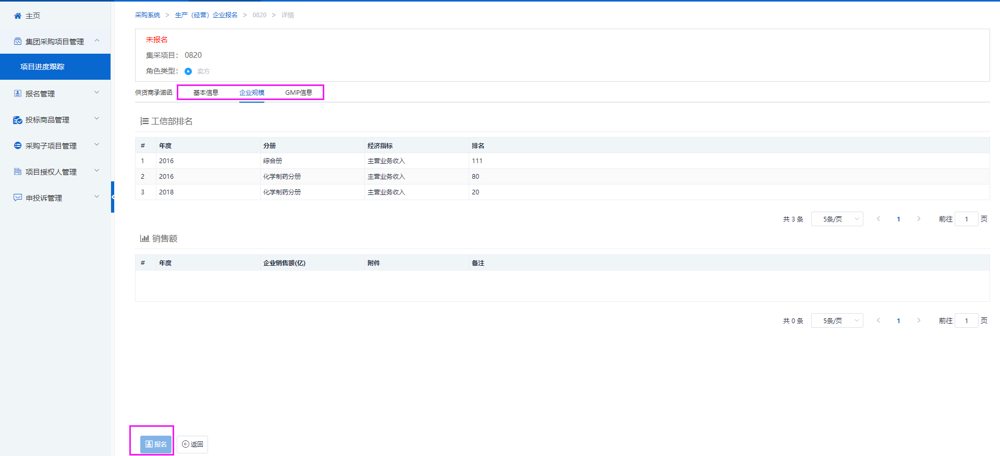 主页
集团采购项目管理
项目进度跟踪
报名管理
投标商品管理
采购子项目管理
项目授权人管理
申投诉管理
采购系统 > 生产（经营）企业报名 > 0820 > 详情
未报名
集采项目： 0820
角色类型： 卖方
供货商承诺函 基本信息 企业规模 GMP信息
工信部排名
# 年度 分册 经济指标 排名
1 2016 综合册 主营业务收入 111
2 2016 化学制药分册 主营业务收入 80
3 2018 化学制药分册 主营业务收入 20
共 3 条 5条/页 < 1 > 前往 1 页
销售额
# 年度 企业销售额(亿) 附件 备注
共 0 条 5条/页 < 1 > 前往 1 页
报名 返回